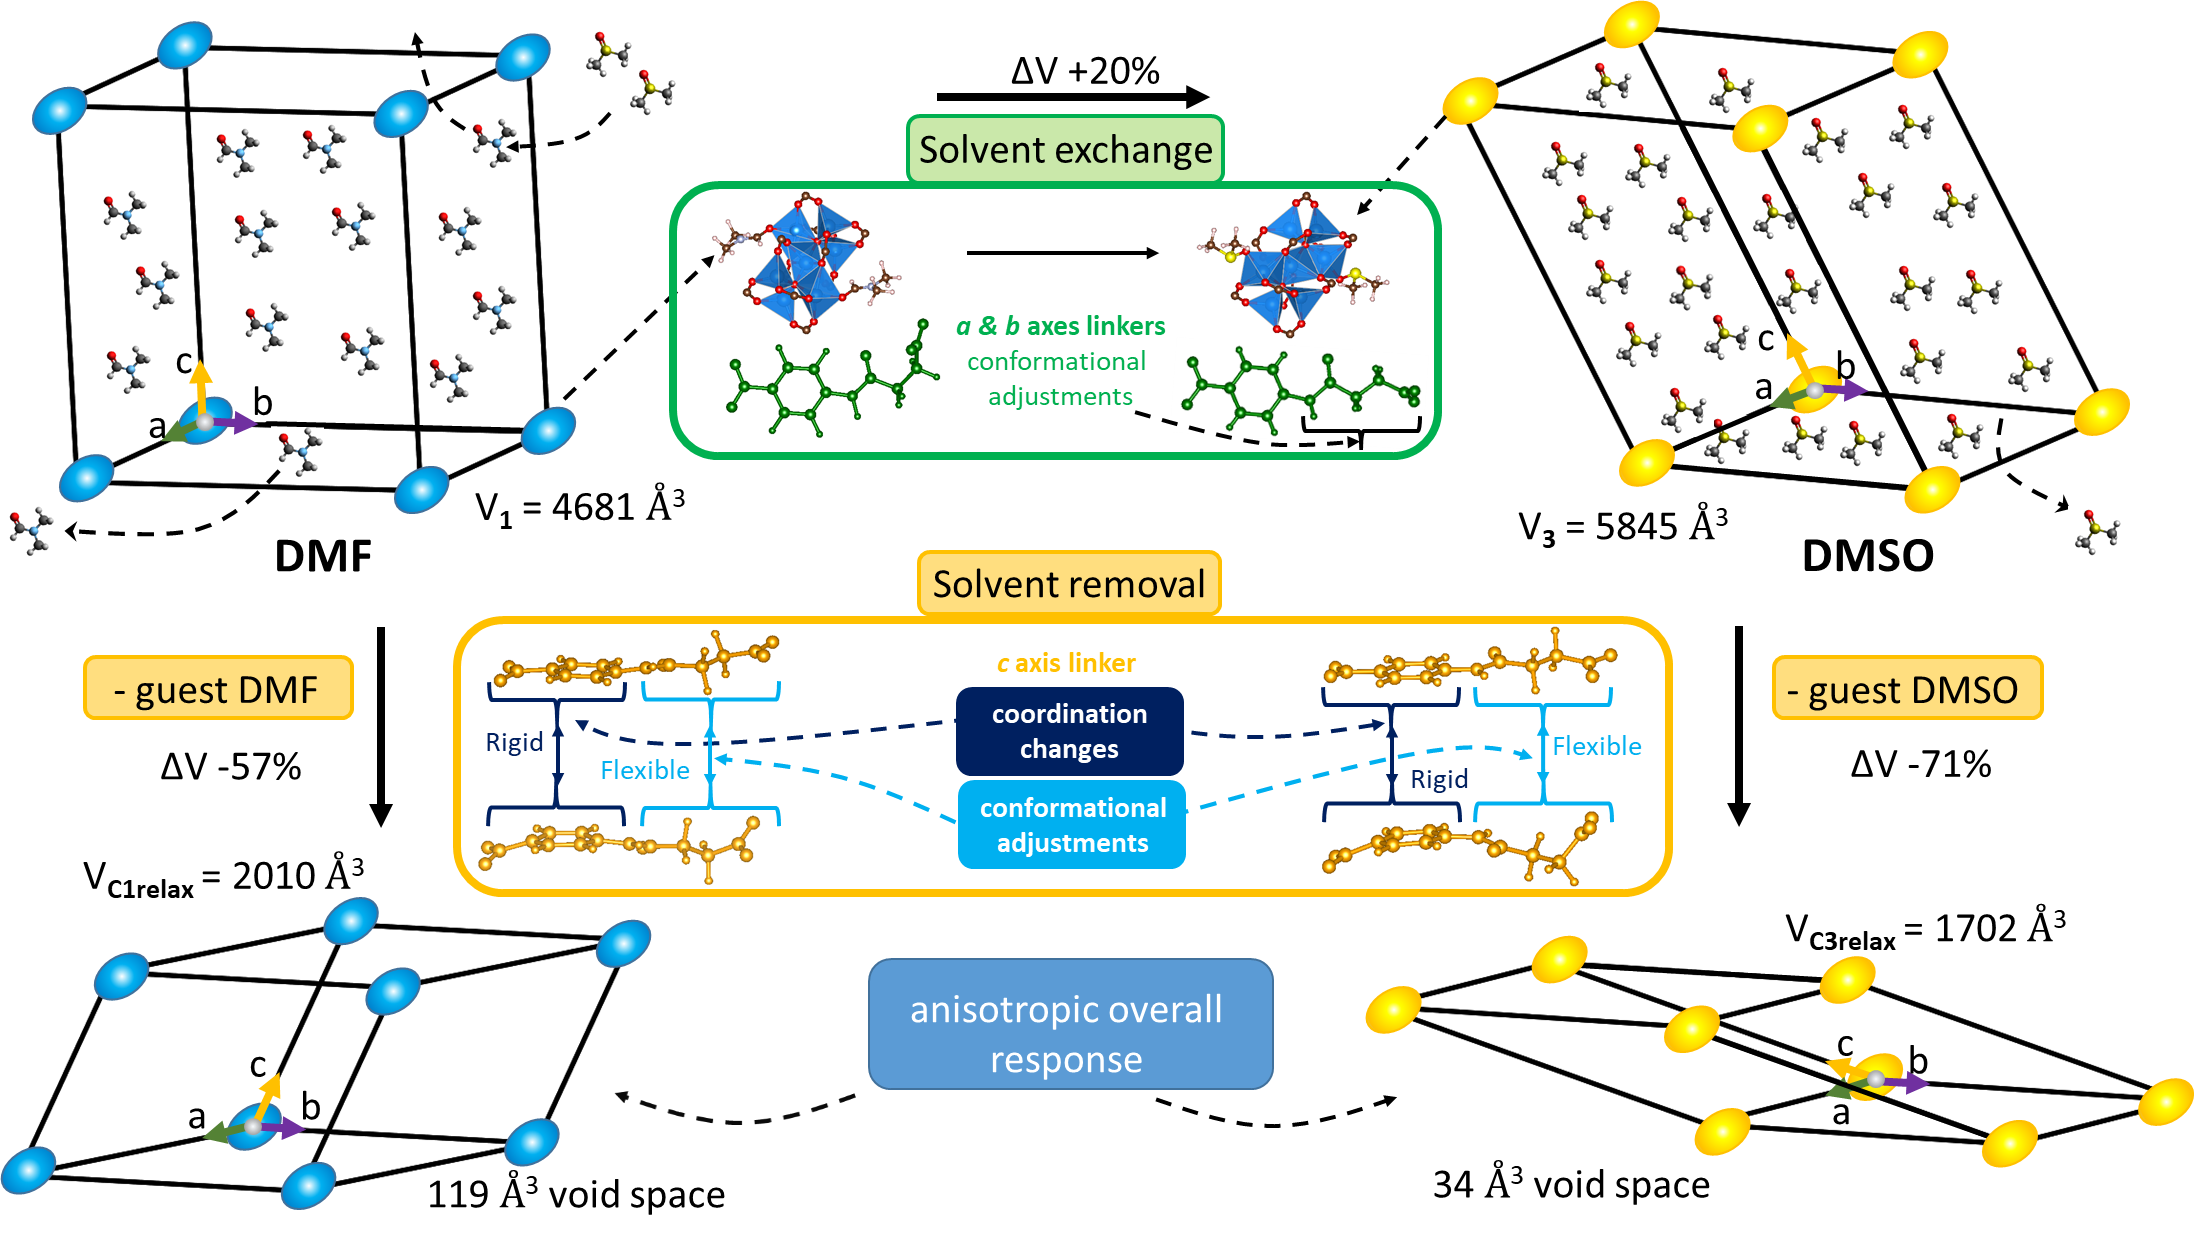 ΔV +20%
Solvent exchange
a & b axes linkers
conformational
adjustments
c
b
a
V1 = 4681 Å3
DMF
c
b
a
V3 = 5845 Å3
DMSO
Solvent removal
- guest DMF
ΔV -57%
c axis linker
coordination
changes
conformational
adjustments
Rigid
Flexible
Rigid
Flexible
- guest DMSO
ΔV -71%
VC1relax = 2010 Å3
c
b
a
119 Å3 void space
anisotropic overall
response
VC3relax = 1702 Å3
c
b
a
34 Å3 void space